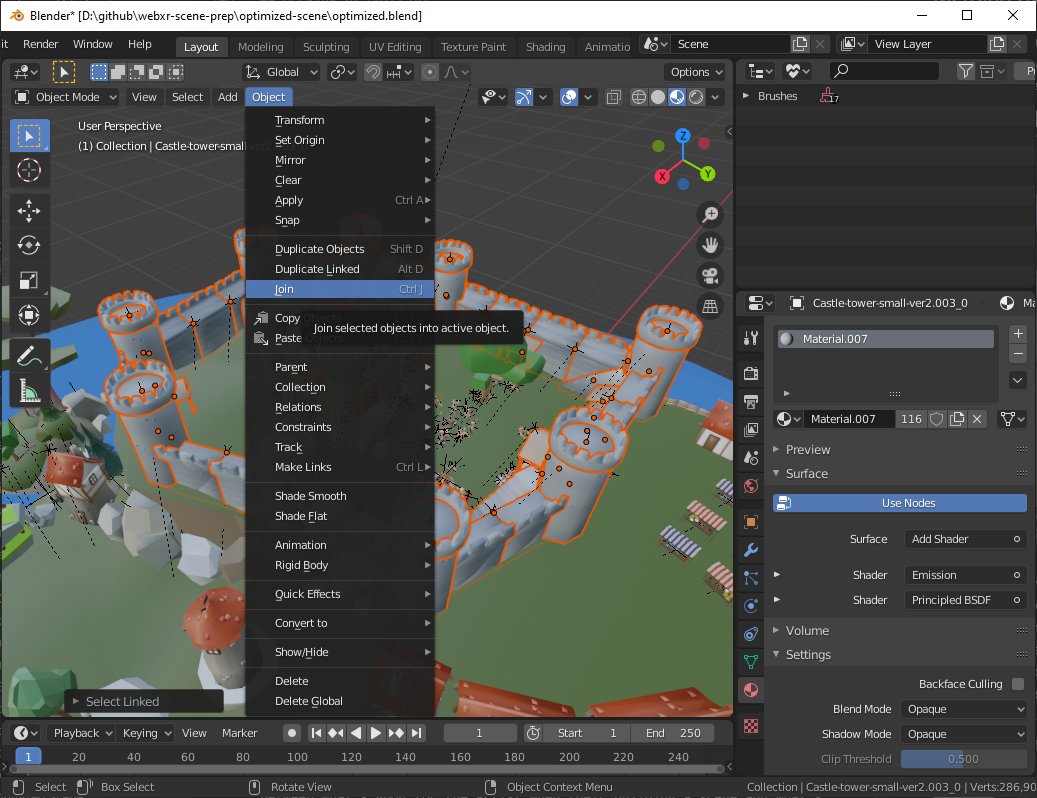 Blender* [D:\github\webxr-scene-prep\optimized-scene\optimized.blend]
it Render Window Help Layout Modeling Sculpting UV Editing Texture Paint Shading Animatio Scene View Layer
Global Options
Object Mode View Select Add Object
Brushes 17
User Perspective
(1) Collection | Castle-tower-small
Transform
Set Origin
Mirror
Clear
Apply Ctrl A
Snap
Duplicate Objects Shift D
Duplicate Linked Alt D
Join Ctrl J
Copy Objects
Paste Objects
Join selected objects into active object.
Parent
Collection
Relations
Constraints
Track
Make Links Ctrl L
Shade Smooth
Shade Flat
Animation
Rigid Body
Quick Effects
Convert to
Show/Hide
Delete
Delete Global
Z
Y
X
Select Linked
Castle-tower-small-ver2.003_0 Ma
Material.007
Material.007 116
Preview
Surface
Use Nodes
Surface Add Shader
Shader Emission
Shader Principled BSDF
Volume
Settings
Backface Culling
Blend Mode Opaque
Shadow Mode Opaque
Clip Threshold 0.500
Playback Keying View Marker 1 Start 1 End 250
1 20 40 60 80 100 120 140 160 180 200 220 240
Select Box Select Rotate View Object Context Menu Collection | Castle-tower-small-ver2.003_0 | Verts:286,90